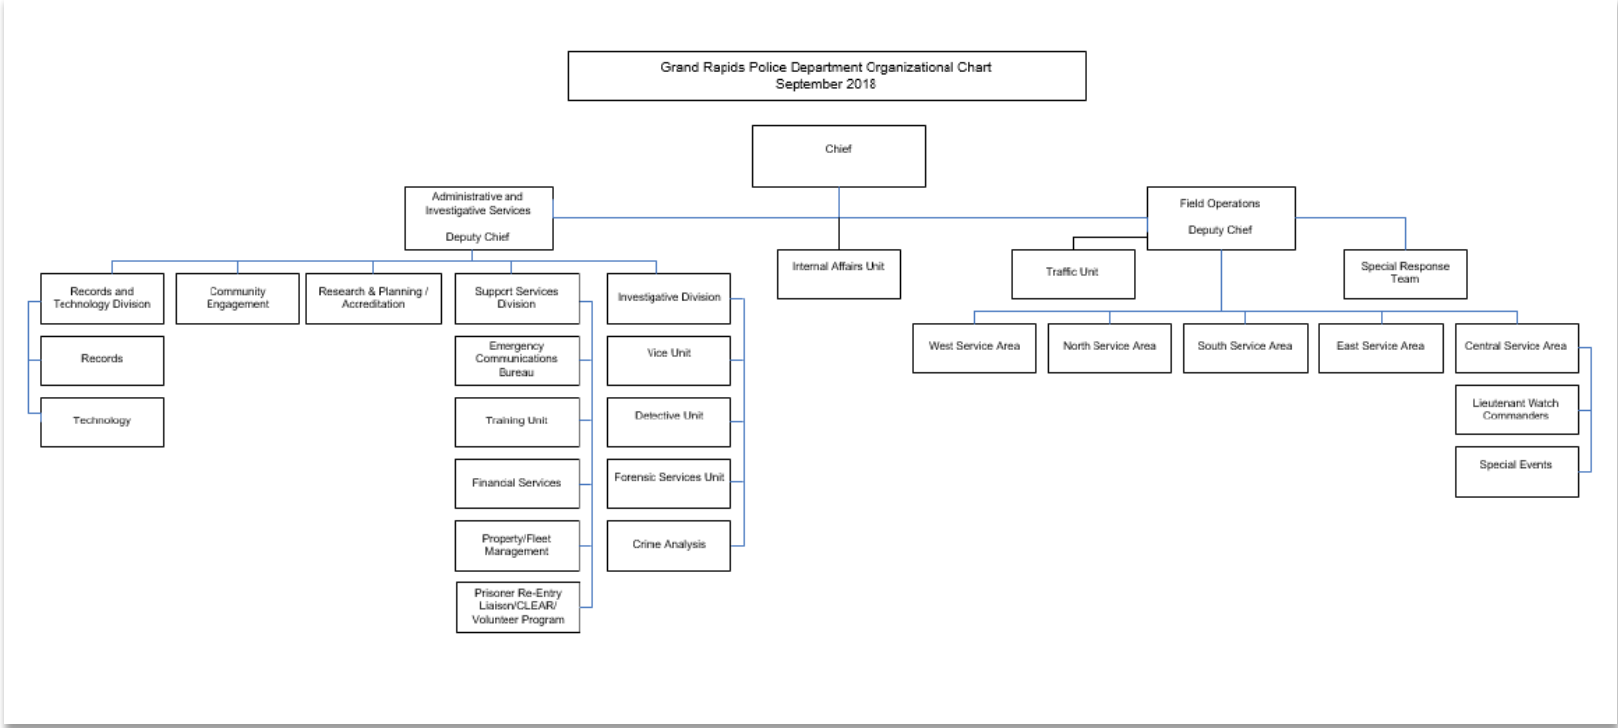 Grand Rapids Police Department Organizational Chart
September 2018
Chief
Administrative and
Investigative Services
Deputy Chief
Field Operations
Deputy Chief
Internal Affairs Unit
Traffic Unit
Special Response
Team
Records and
Technology Division
Community
Engagement
Research & Planning /
Accreditation
Support Services
Division
Investigative Division
West Service Area
North Service Area
South Service Area
East Service Area
Central Service Area
Records
Emergency
Communications
Bureau
Vice Unit
Lieutenant Watch
Commanders
Technology
Training Unit
Detective Unit
Special Events
Financial Services
Forensic Services Unit
Property/Fleet
Management
Crime Analysis
Prisoner Re-Entry
Liaison/CLEAR/
Volunteer Program